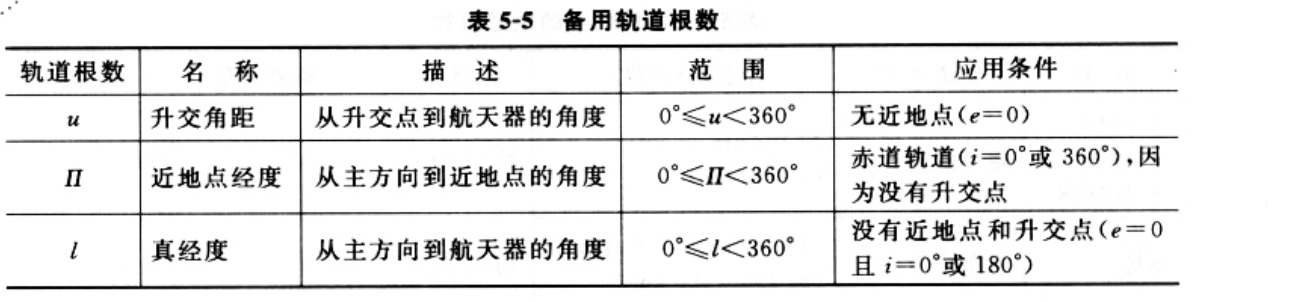 表 5-5 备用轨道根数
轨道根数 名 称 描 述 范 围 应用条件
u 升交角距 从升交点到航天器的角度 0°≤u<360° 无近地点(e=0)
Π 近地点经度 从主方向到近地点的角度 0°≤Π<360° 赤道轨道(i=0°或 360°),因
为没有升交点
l 真经度 从主方向到航天器的角度 0°≤l<360° 没有近地点和升交点(e=0
且 i=0°或 180°)